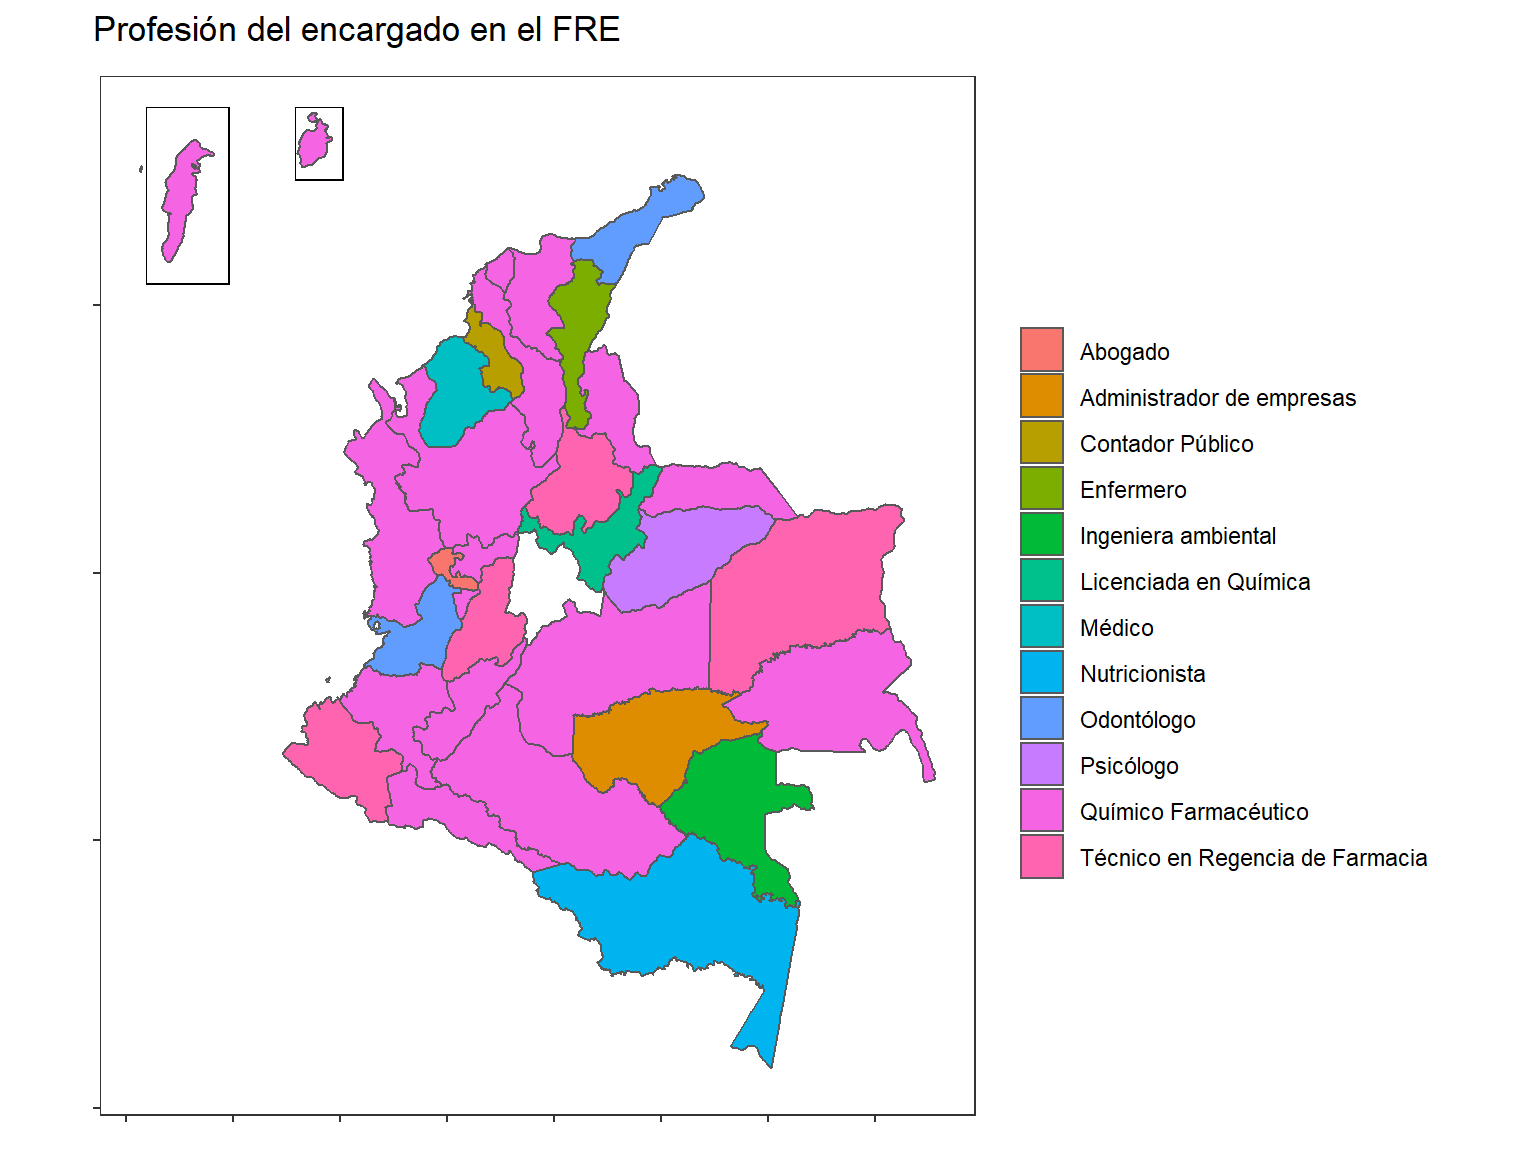 Profesión del encargado en el FRE
Abogado
Administrador de empresas
Contador Público
Enfermero
Ingeniera ambiental
Licenciada en Química
Médico
Nutricionista
Odontólogo
Psicólogo
Químico Farmacéutico
Técnico en Regencia de Farmacia